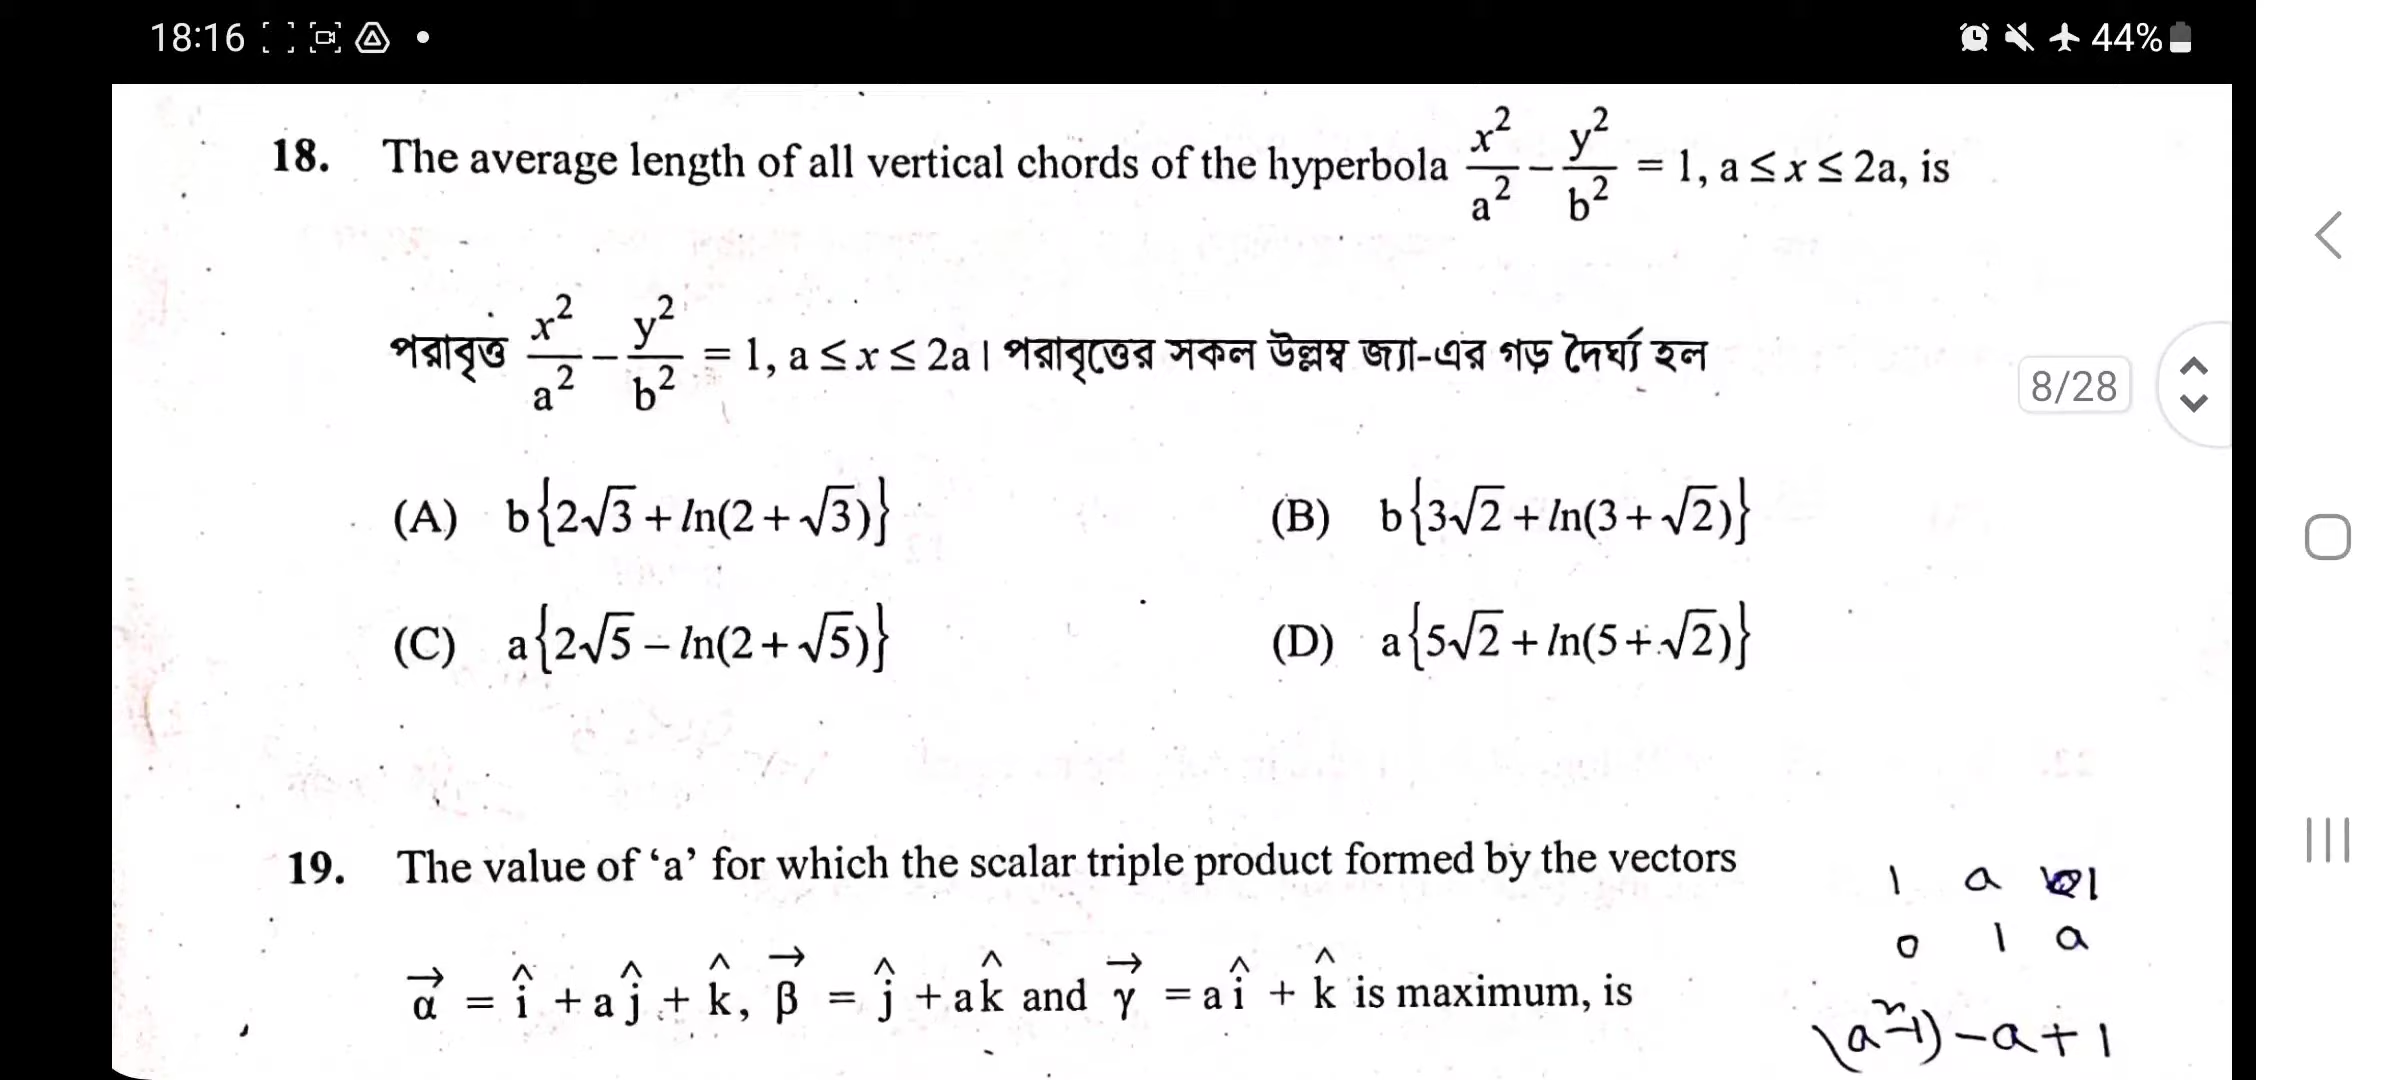 18:16 44%
18. The average length of all vertical chords of the hyperbola x²/a² − y²/b² = 1, a ≤ x ≤ 2a, is
পরাবৃত্ত x²/a² − y²/b² = 1, a ≤ x ≤ 2a। পরাবৃত্তের সকল উল্লম্ব জ্যা-এর গড় দৈর্ঘ্য হল
8/28
(A) b{2√3 + ln(2 + √3)} (B) b{3√2 + ln(3 + √2)}
(C) a{2√5 − ln(2 + √5)} (D) a{5√2 + ln(5 + √2)}
19. The value of ‘a’ for which the scalar triple product formed by the vectors
α⃗ = î + aĵ + k̂, β⃗ = ĵ + ak̂ and γ⃗ = aî + k̂ is maximum, is
1 a 1
0 1 a
(a²-1) - a + 1